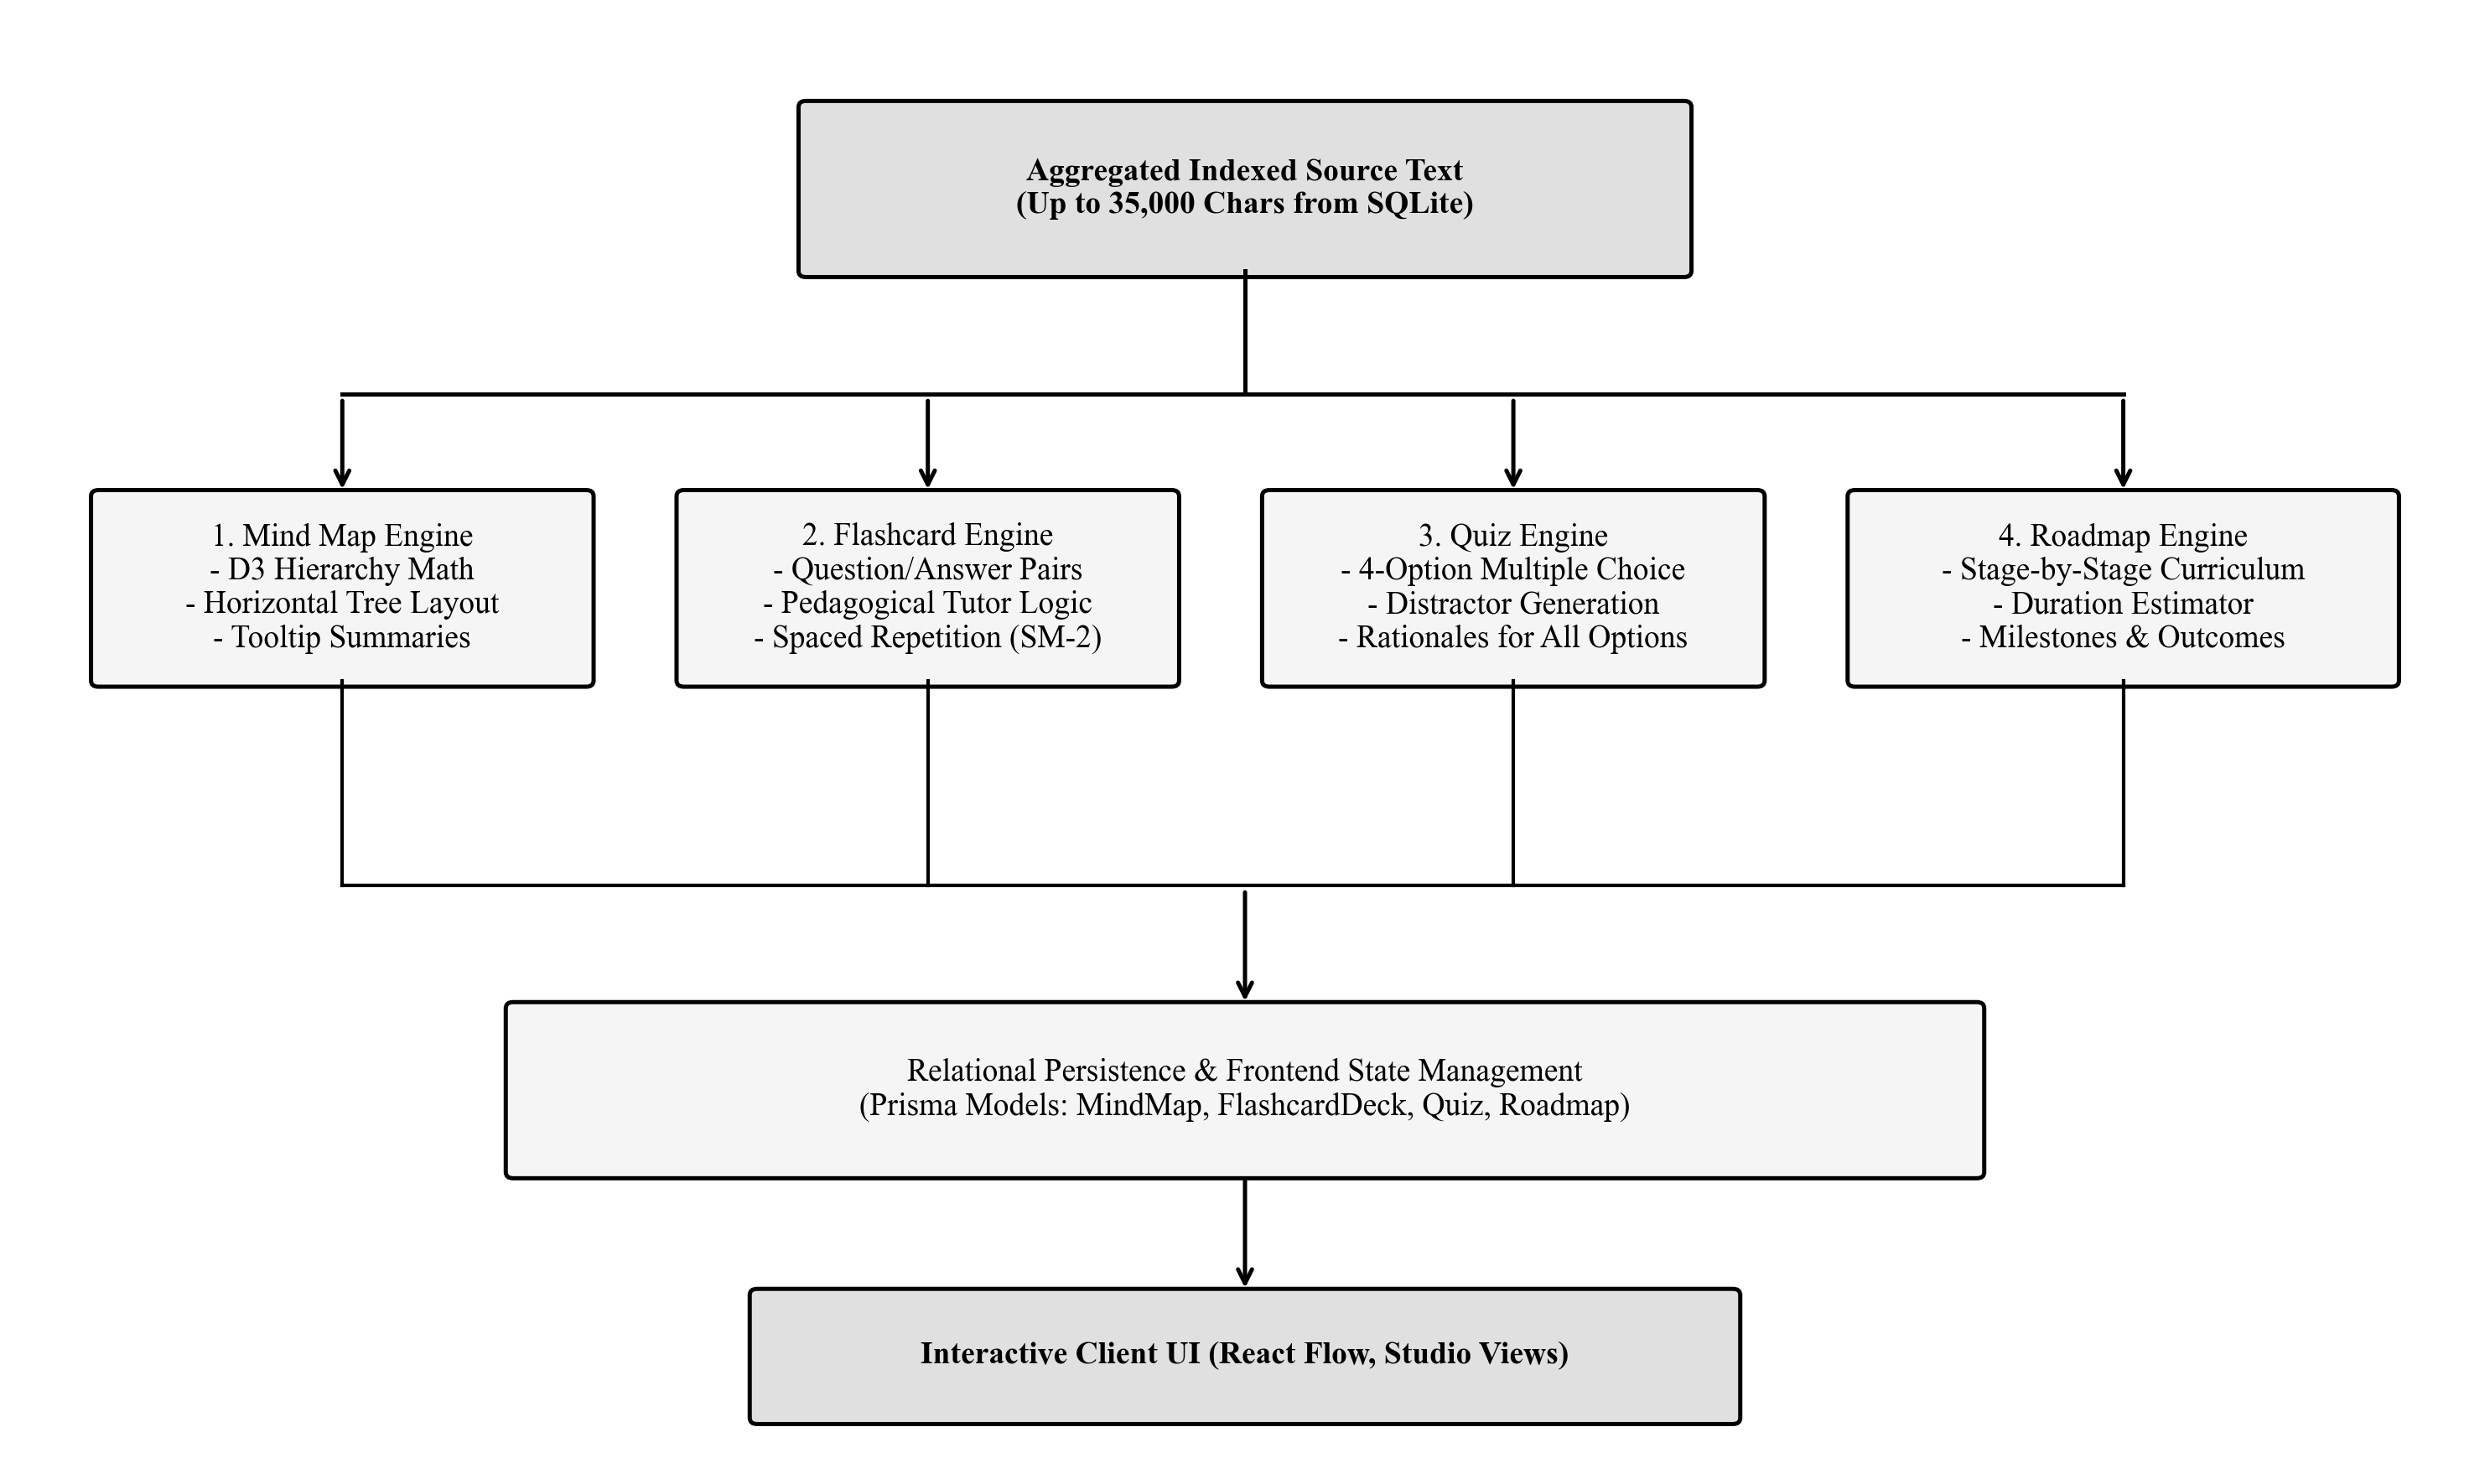 Aggregated Indexed Source Text
(Up to 35,000 Chars from SQLite)
1. Mind Map Engine
- D3 Hierarchy Math
- Horizontal Tree Layout
- Tooltip Summaries
2. Flashcard Engine
- Question/Answer Pairs
- Pedagogical Tutor Logic
- Spaced Repetition (SM-2)
3. Quiz Engine
- 4-Option Multiple Choice
- Distractor Generation
- Rationales for All Options
4. Roadmap Engine
- Stage-by-Stage Curriculum
- Duration Estimator
- Milestones & Outcomes
Relational Persistence & Frontend State Management
(Prisma Models: MindMap, FlashcardDeck, Quiz, Roadmap)
Interactive Client UI (React Flow, Studio Views)